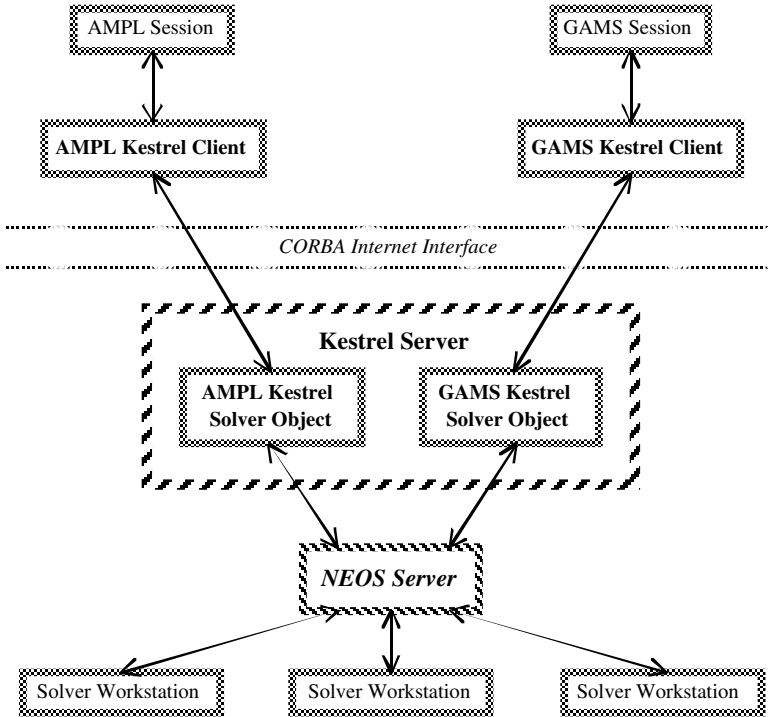 AMPL Session
GAMS Session
AMPL Kestrel Client
GAMS Kestrel Client
CORBA Internet Interface
Kestrel Server
AMPL Kestrel
Solver Object
GAMS Kestrel
Solver Object
NEOS Server
Solver Workstation
Solver Workstation
Solver Workstation